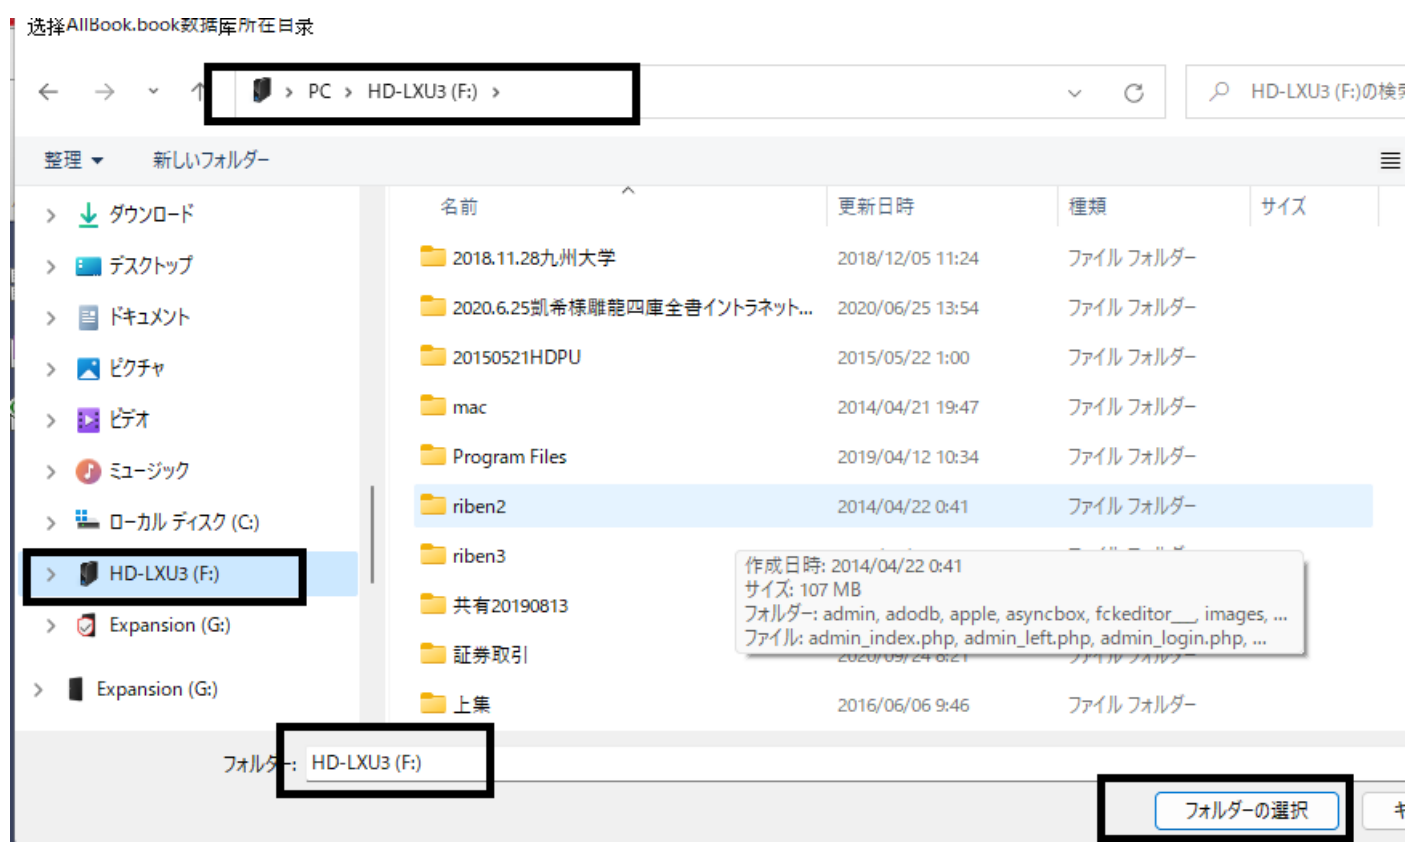 选择AllBook.book数据库所在目录
PC > HD-LXU3 (F:) >
HD-LXU3 (F:)の検索
整理
新しいフォルダー
ダウンロード
デスクトップ
ドキュメント
ピクチャ
ビデオ
ミュージック
ローカル ディスク (C:)
HD-LXU3 (F:)
Expansion (G:)
Expansion (G:)
名前 更新日時 種類 サイズ
2018.11.28九州大学 2018/12/05 11:24 ファイル フォルダー
2020.6.25凱希様雕龍四庫全書イントラネット... 2020/06/25 13:54 ファイル フォルダー
20150521HDPU 2015/05/22 1:00 ファイル フォルダー
mac 2014/04/21 19:47 ファイル フォルダー
Program Files 2019/04/12 10:34 ファイル フォルダー
riben2 2014/04/22 0:41 ファイル フォルダー
riben3
共有20190813
証券取引 2020/09/24 6:21 ファイル フォルダー
上集 2016/06/06 9:46 ファイル フォルダー
作成日時: 2014/04/22 0:41
サイズ: 107 MB
フォルダー: admin, adodb, apple, asyncbox, fckeditor___, images, ...
ファイル: admin_index.php, admin_left.php, admin_login.php, ...
フォルダー: HD-LXU3 (F:)
フォルダーの選択
キ